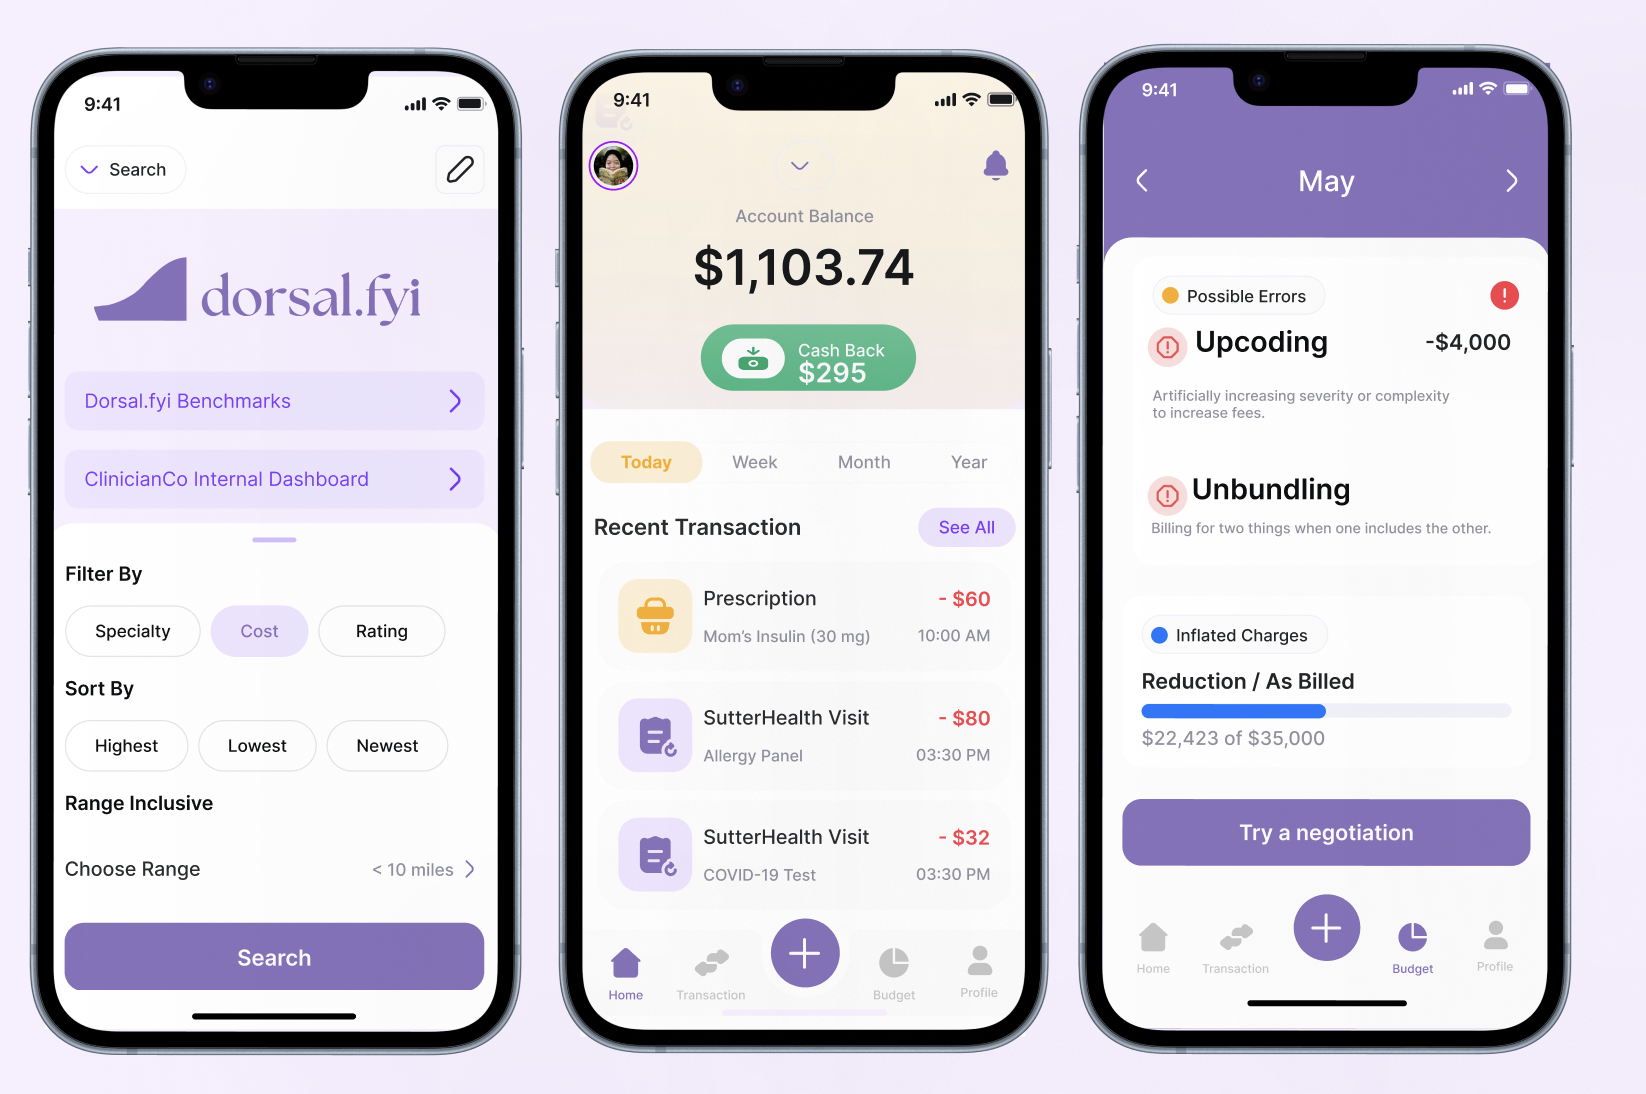 9:41
Search
dorsal.fyi
Dorsal.fyi Benchmarks
ClinicianCo Internal Dashboard
Filter By
Specialty
Cost
Rating
Sort By
Highest
Lowest
Newest
Range Inclusive
Choose Range
< 10 miles
Search
9:41
Account Balance
$1,103.74
Cash Back
$295
Today
Week
Month
Year
Recent Transaction
See All
Prescription
- $60
Mom's Insulin (30 mg)
10:00 AM
SutterHealth Visit
- $80
Allergy Panel
03:30 PM
SutterHealth Visit
- $32
COVID-19 Test
03:30 PM
Home
Transaction
Budget
Profile
9:41
May
Possible Errors
Upcoding
-$4,000
Artificially increasing severity or complexity
to increase fees.
Unbundling
Billing for two things when one includes the other.
Inflated Charges
Reduction / As Billed
$22,423 of $35,000
Try a negotiation
Home
Transaction
Budget
Profile